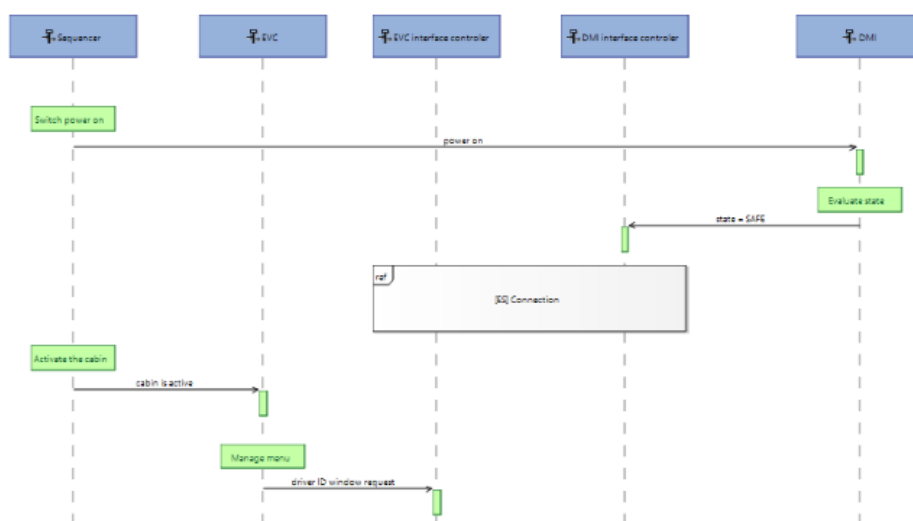 Sequencer
EVC
EVC interface controler
DMI interface controler
DMI
Switch power on
power on
Evaluate state
state = SAFE
ref
[ES] Connection
Activate the cabin
cabin is active
Manage menu
driver ID window request